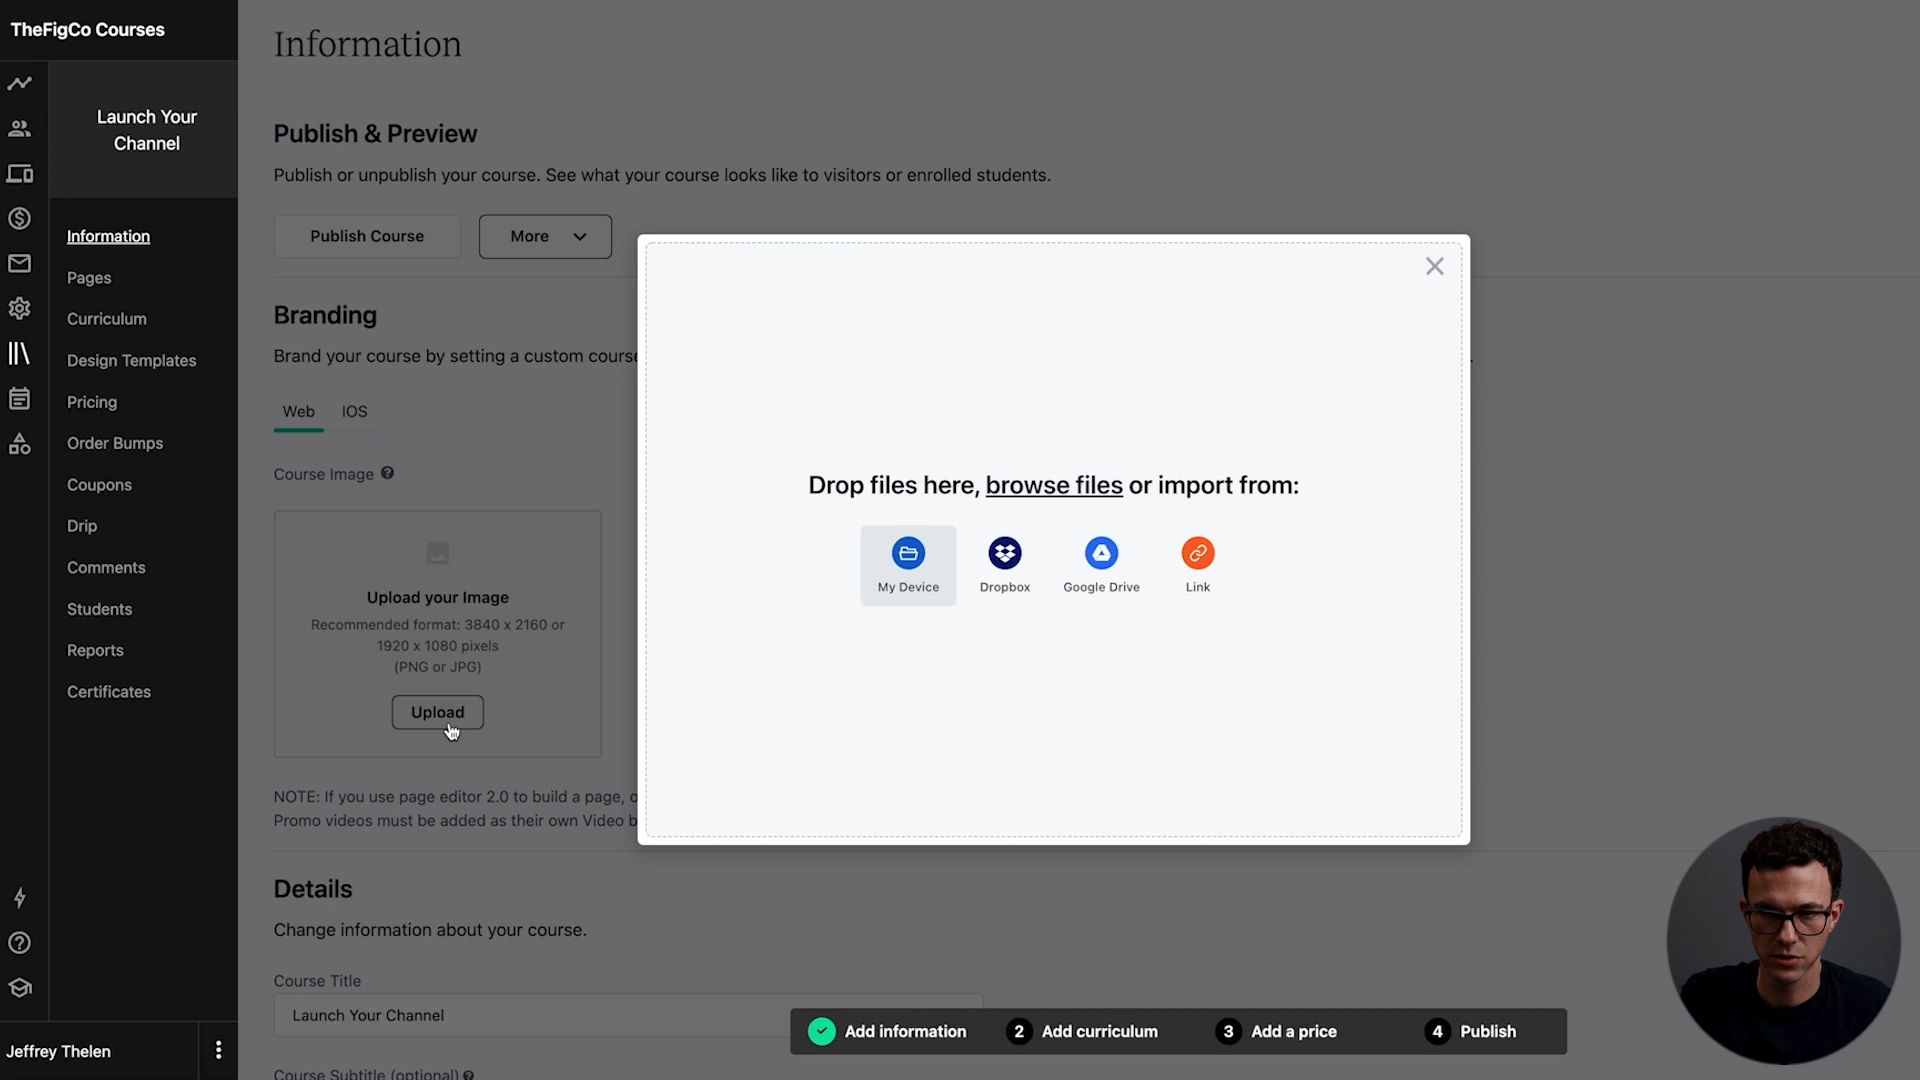 TheFigCo Courses
Launch Your
Channel
Information
Pages
Curriculum
Design Templates
Pricing
Order Bumps
Coupons
Drip
Comments
Students
Reports
Certificates
Jeffrey Thelen
Information
Publish & Preview
Publish or unpublish your course. See what your course looks like to visitors or enrolled students.
Publish Course
More
Branding
Brand your course by setting a custom course
Web IOS
Course Image
Upload your Image
Recommended format: 3840 x 2160 or
1920 x 1080 pixels
(PNG or JPG)
Upload
NOTE: If you use page editor 2.0 to build a page,
Promo videos must be added as their own Video
Details
Change information about your course.
Course Title
Launch Your Channel
Course Subtitle (optional)
Drop files here, browse files or import from:
My Device
Dropbox
Google Drive
Link
Add information
2 Add curriculum
3 Add a price
4 Publish